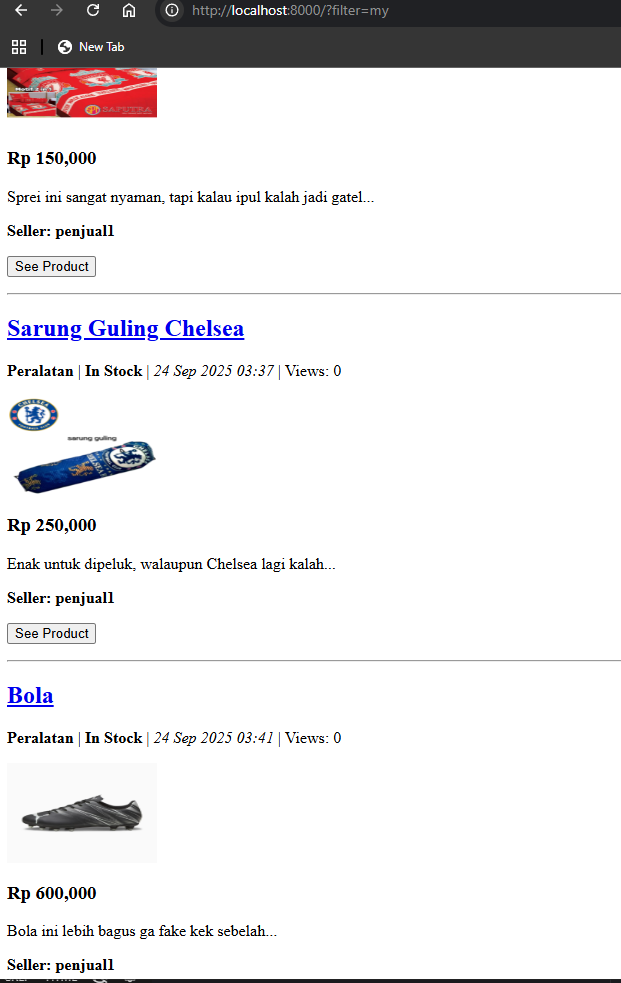 http://localhost:8000/?filter=my
New Tab
SAPUTRA
Rp 150,000
Sprei ini sangat nyaman, tapi kalau ipul kalah jadi gatel...
Seller: penjual1
See Product
Sarung Guling Chelsea
Peralatan | In Stock | 24 Sep 2025 03:37 | Views: 0
CHELSEA
sarung guling
Rp 250,000
Enak untuk dipeluk, walaupun Chelsea lagi kalah...
Seller: penjual1
See Product
Bola
Peralatan | In Stock | 24 Sep 2025 03:41 | Views: 0
Rp 600,000
Bola ini lebih bagus ga fake kek sebelah...
Seller: penjual1